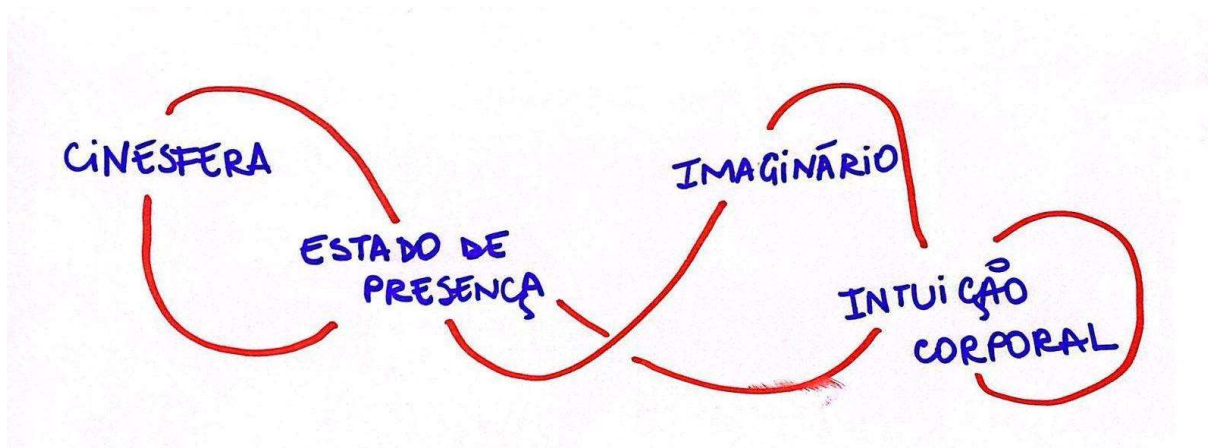 CiNESFERA
IMAGiNÁRIO
ESTADO DE
PRESENÇA
INTUiÇÃO
CORPORAL